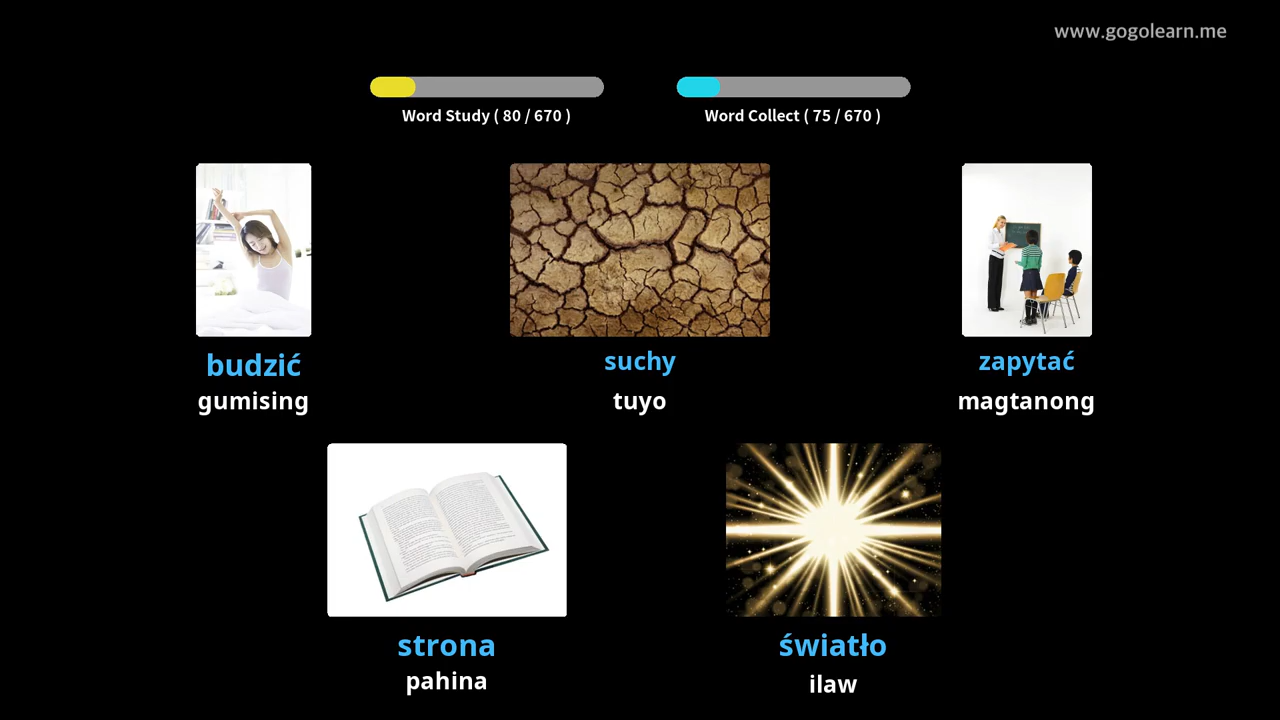 www.gogolearn.me
Word Study ( 80 / 670 )
Word Collect ( 75 / 670 )
budzić
gumising
suchy
tuyo
zapytać
magtanong
strona
pahina
światło
ilaw